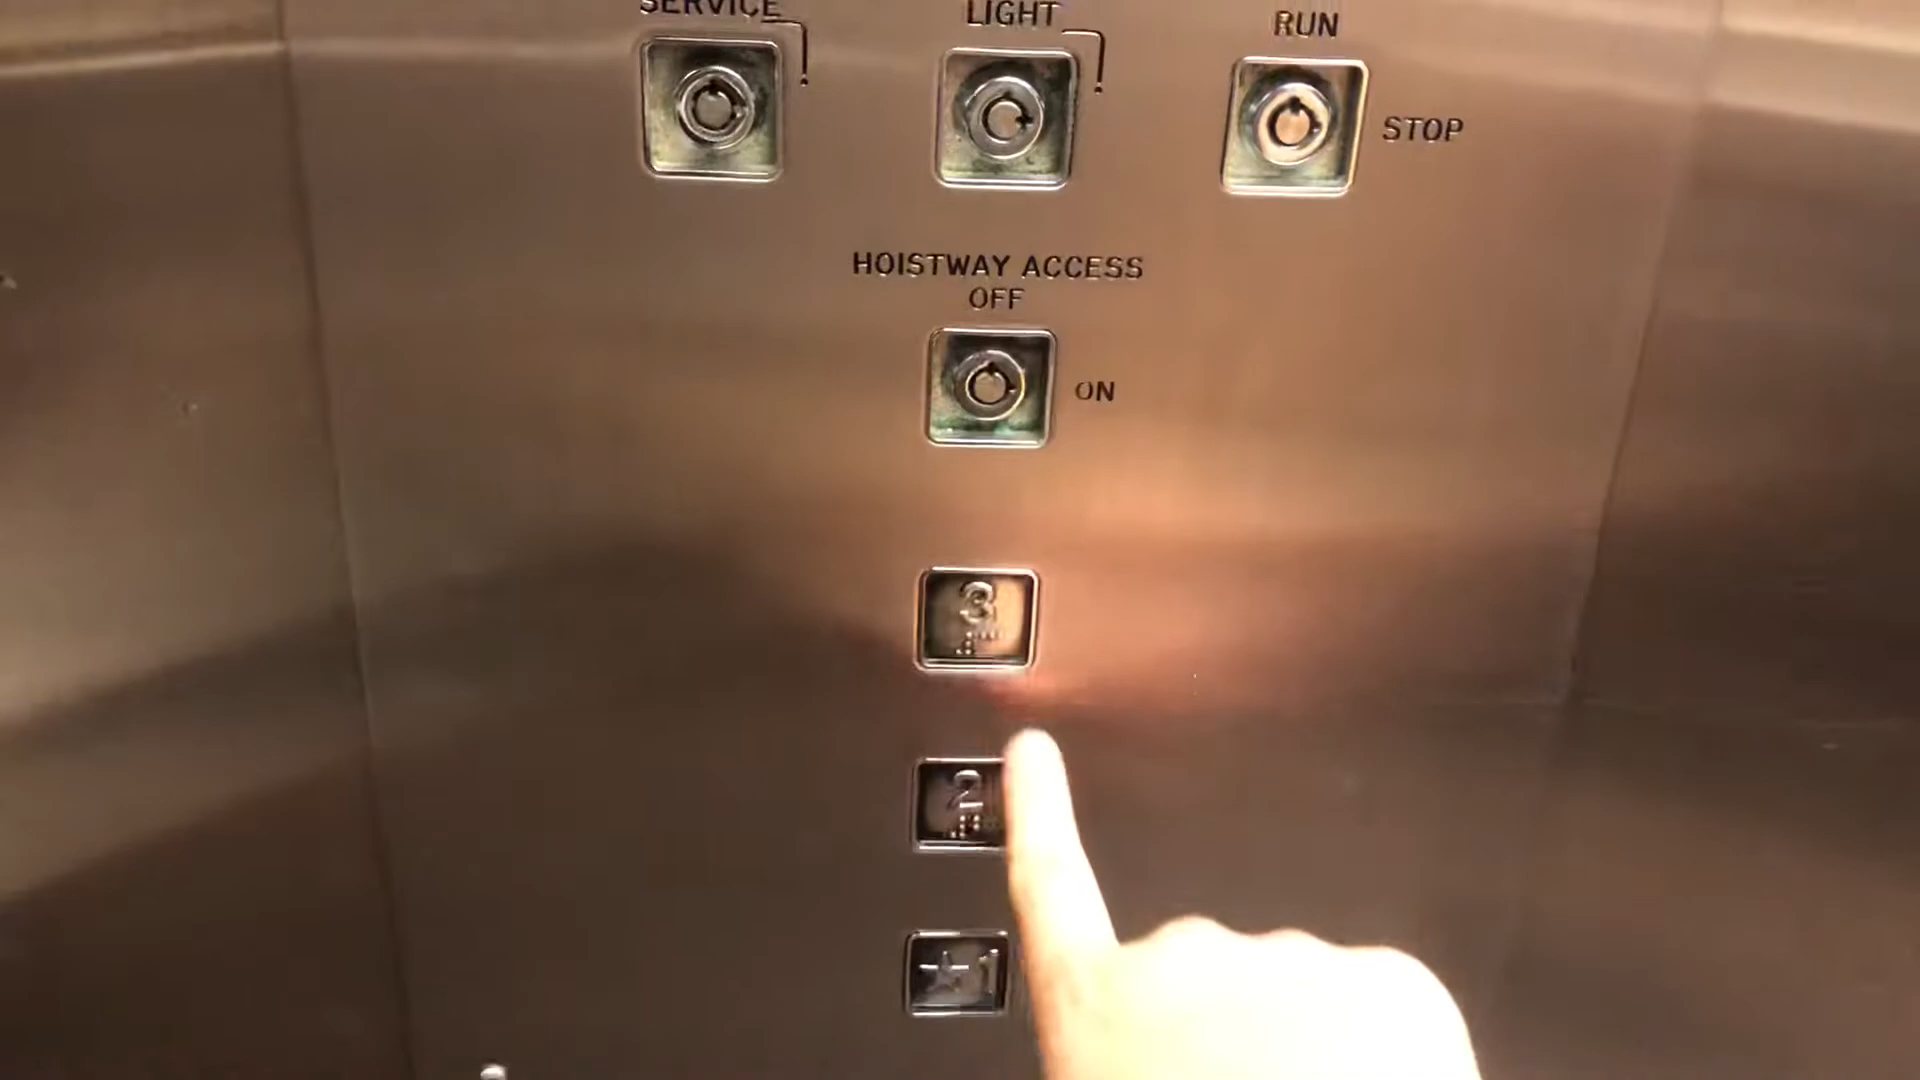 SERVICE
LIGHT
RUN
STOP
HOISTWAY ACCESS
OFF
ON
3
2
★1